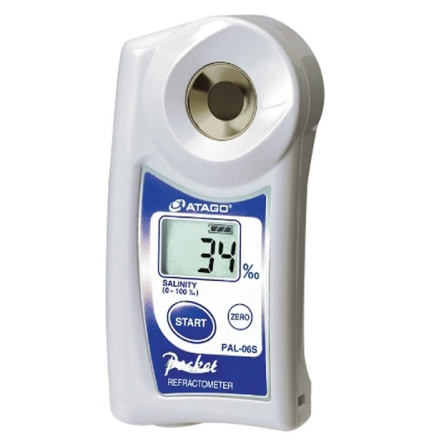 ATAGO®
34
‰
SALINITY
(0~100 ‰)
START
ZERO
PAL-06S
Pocket
REFRACTOMETER